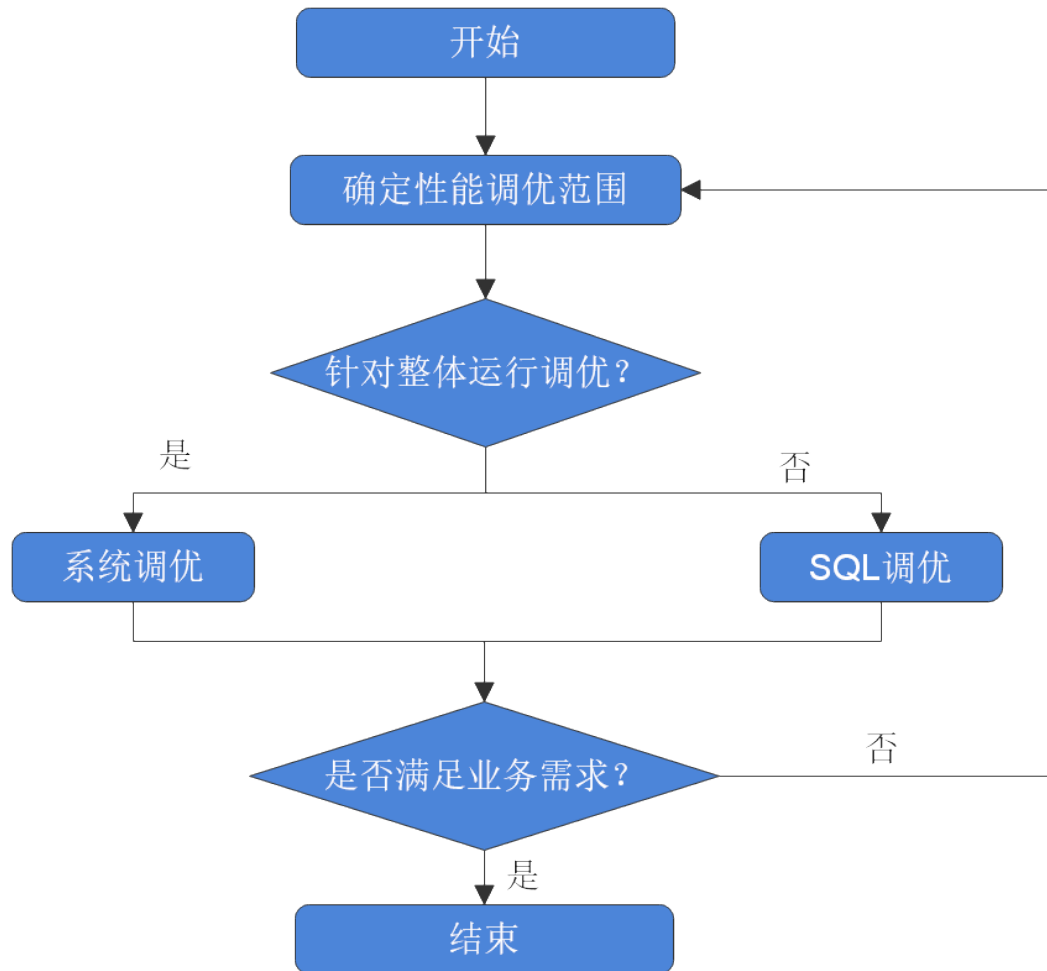 开始
确定性能调优范围
针对整体运行调优？
是
否
系统调优
SQL调优
是否满足业务需求？
否
是
结束